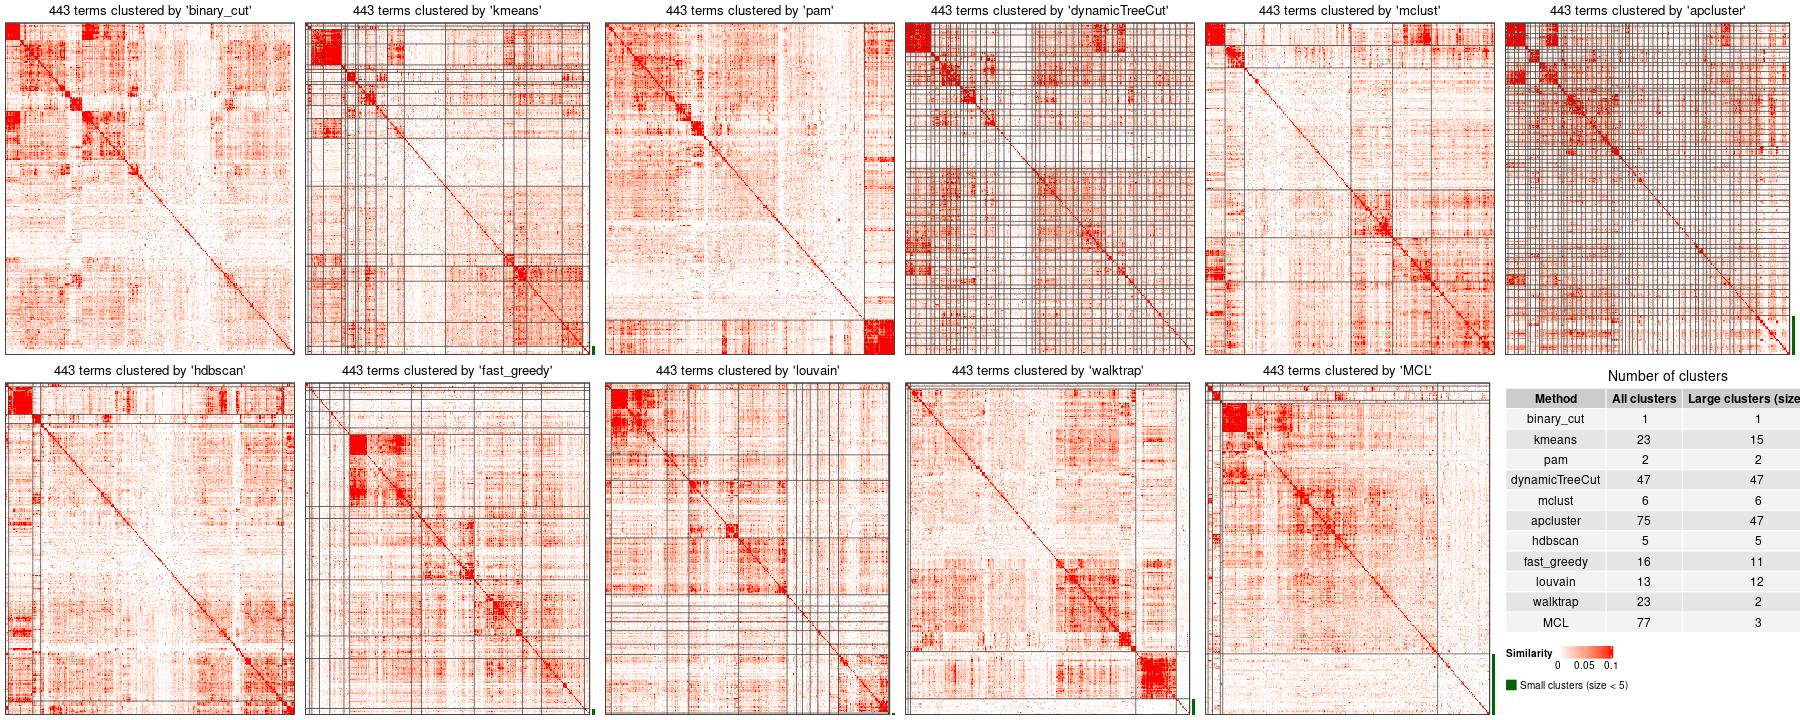 443 terms clustered by 'binary_cut'
443 terms clustered by 'kmeans'
443 terms clustered by 'pam'
443 terms clustered by 'dynamicTreeCut'
443 terms clustered by 'mclust'
443 terms clustered by 'apcluster'
443 terms clustered by 'hdbscan'
443 terms clustered by 'fast_greedy'
443 terms clustered by 'louvain'
443 terms clustered by 'walktrap'
443 terms clustered by 'MCL'
Number of clusters
Method All clusters Large clusters (size
binary_cut 1 1
kmeans 23 15
pam 2 2
dynamicTreeCut 47 47
mclust 6 6
apcluster 75 47
hdbscan 5 5
fast_greedy 16 11
louvain 13 12
walktrap 23 2
MCL 77 3
Similarity
0 0.05 0.1
Small clusters (size < 5)